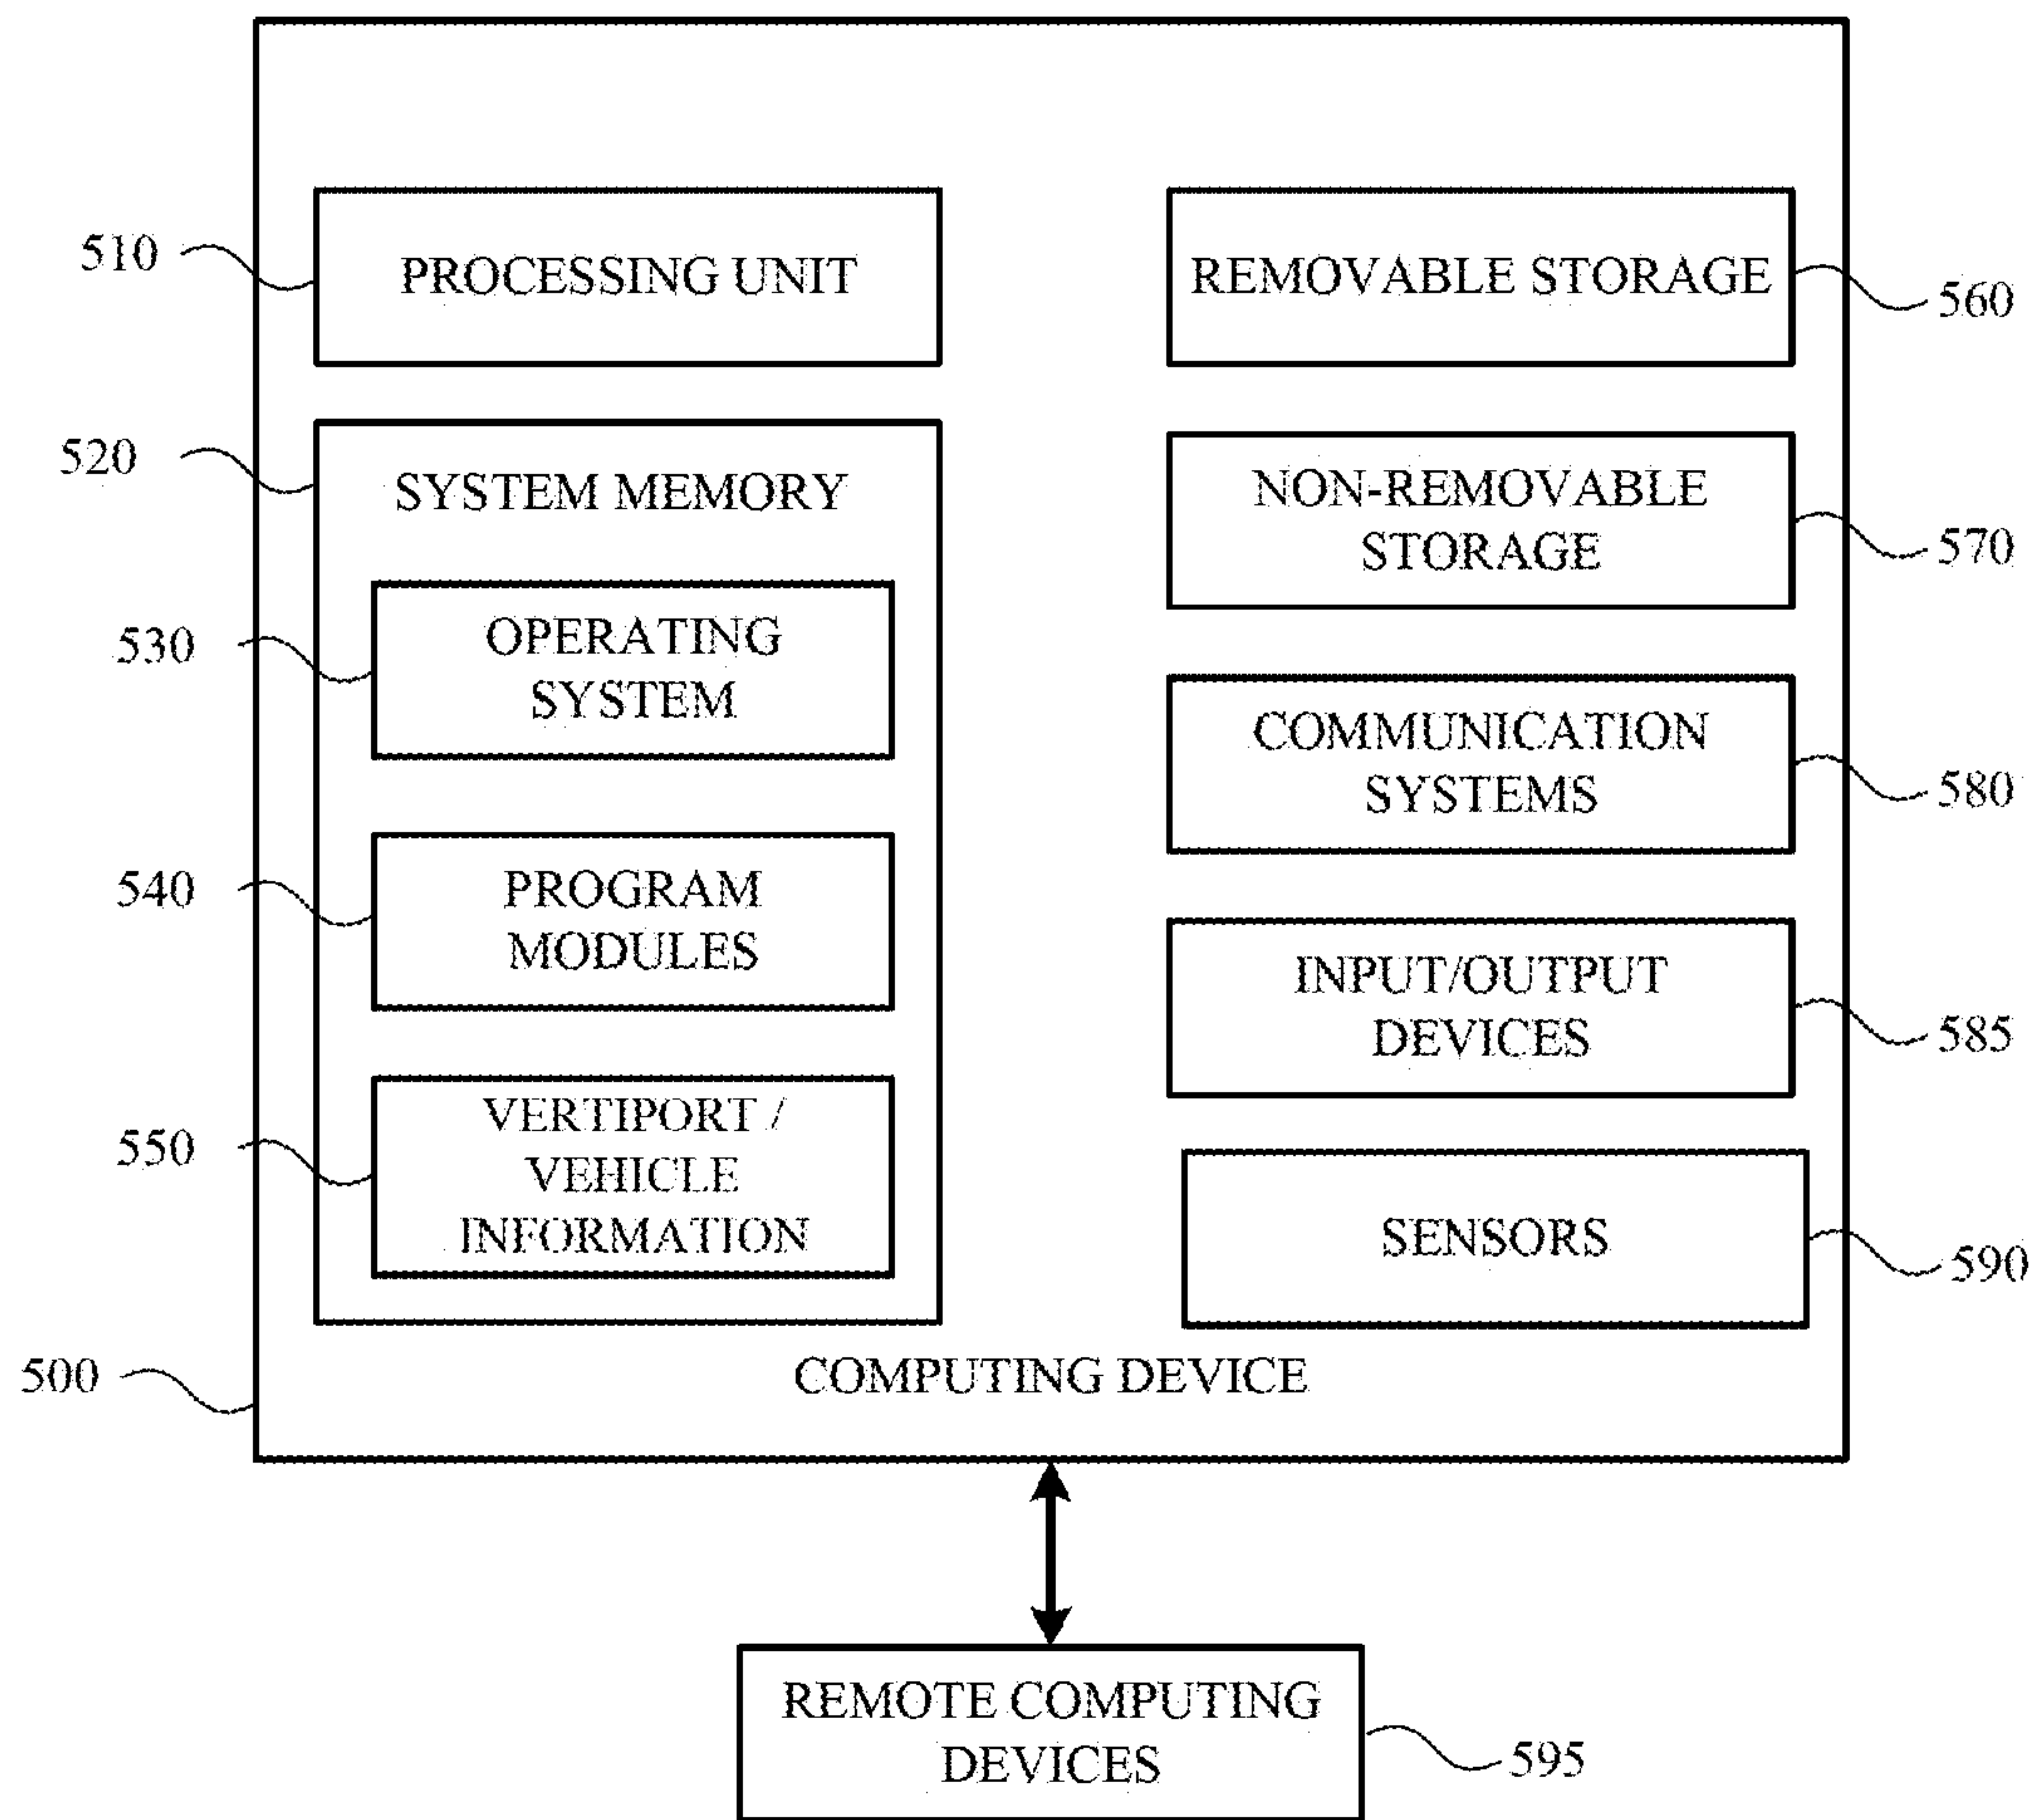 510
PROCESSING UNIT
REMOVABLE STORAGE
560
520
SYSTEM MEMORY
530
OPERATING
SYSTEM
540
PROGRAM
MODULES
550
VERTIPORT /
VEHICLE
INFORMATION
NON-REMOVABLE
STORAGE
570
COMMUNICATION
SYSTEMS
580
INPUT/OUTPUT
DEVICES
585
SENSORS
590
500
COMPUTING DEVICE
REMOTE COMPUTING
DEVICES
595